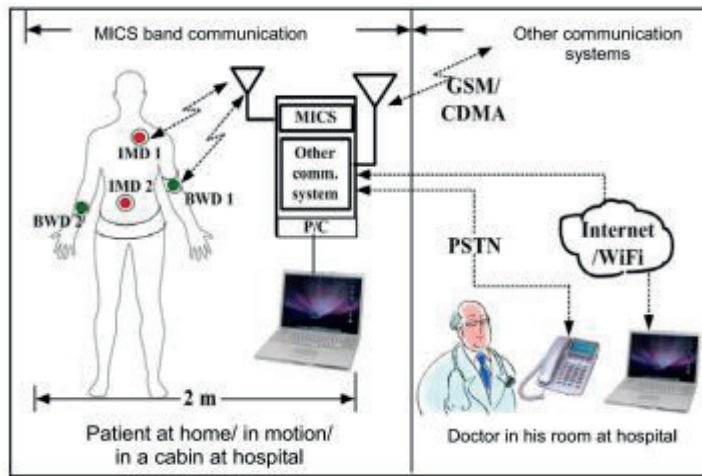 MICS band communication
Other communication
systems
GSM/
CDMA
MICS
Other
comm.
system
P/C
IMD 1
IMD 2
BWD 1
BWD 2
PSTN
Internet
/WiFi
2 m
Patient at home/ in motion/
in a cabin at hospital
Doctor in his room at hospital